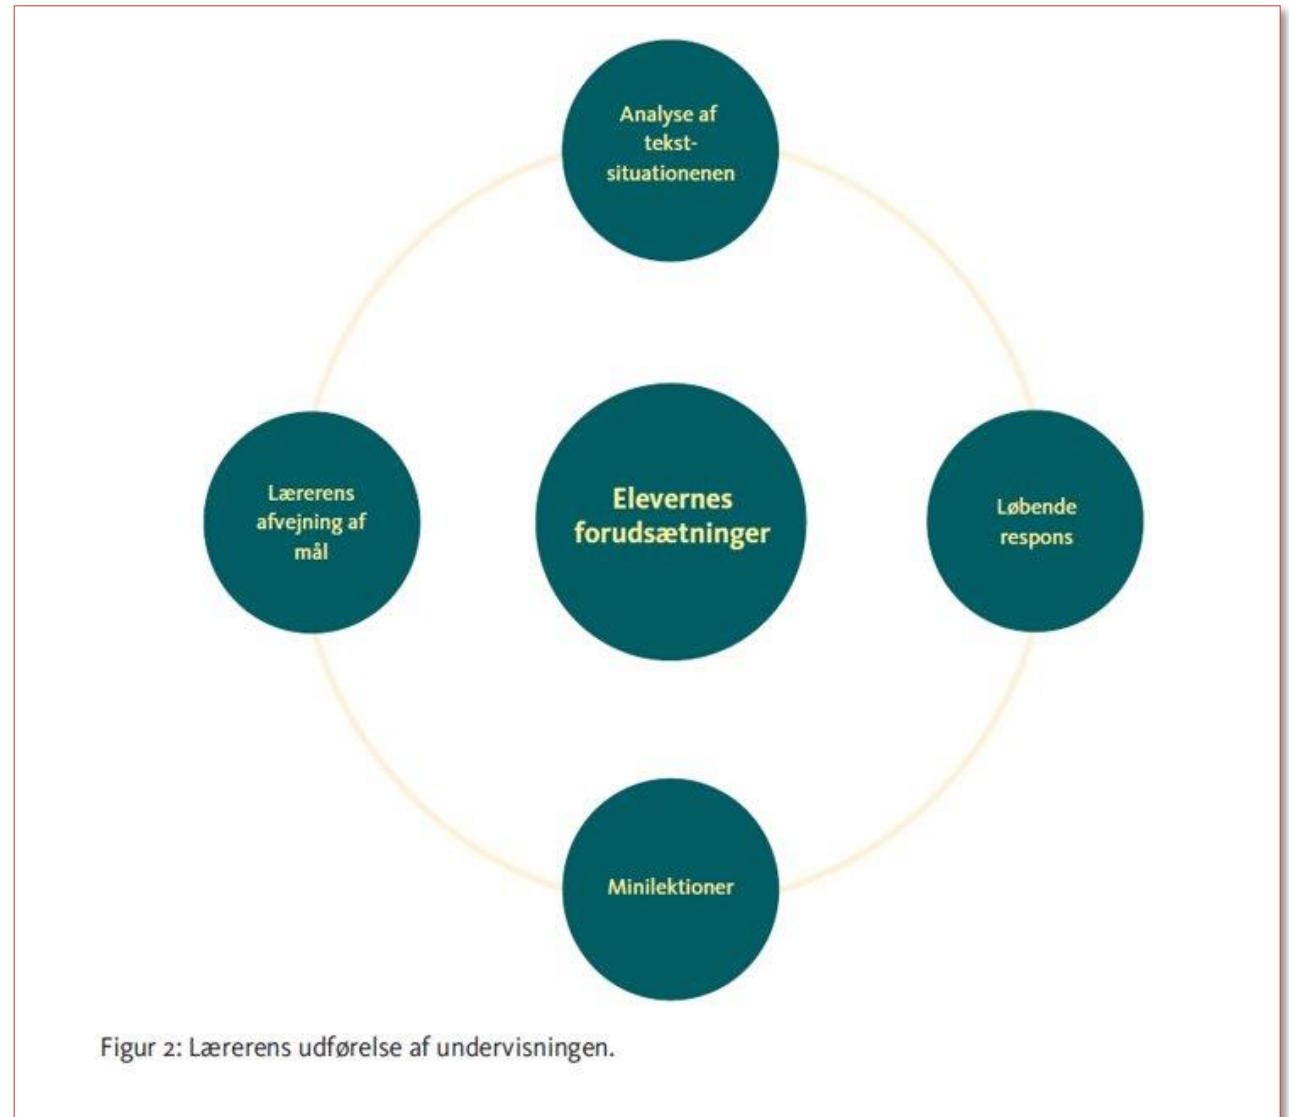 Analyse af
tekst-
situationenen
Lærerens
afvejning af
mål
Elevernes
forudsætninger
Løbende
respons
Minilektioner
Figur 2: Lærerens udførelse af undervisningen.